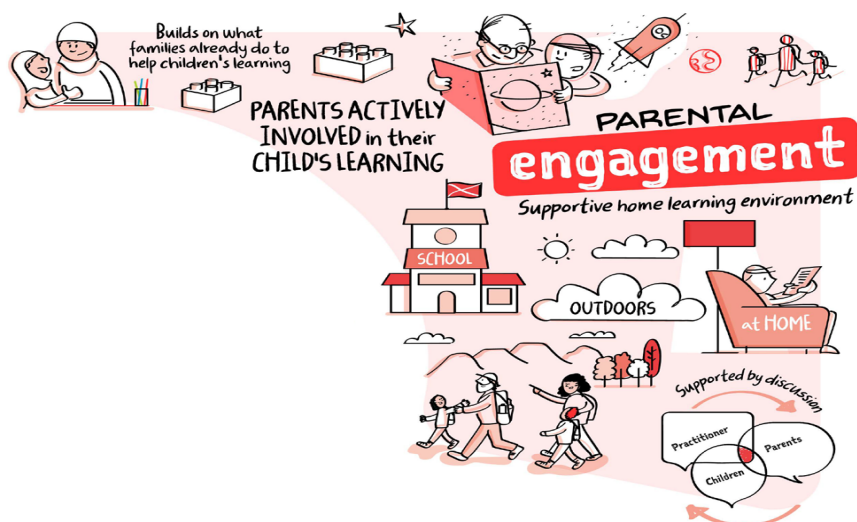 Builds on what
families already do to
help children's learning
PARENTS ACTIVELY
INVOLVED in their
CHILD'S LEARNING
PARENTAL
engagement
Supportive home learning environment
SCHOOL
OUTDOORS
at HOME
Supported by discussion
Practitioner
Parents
Children